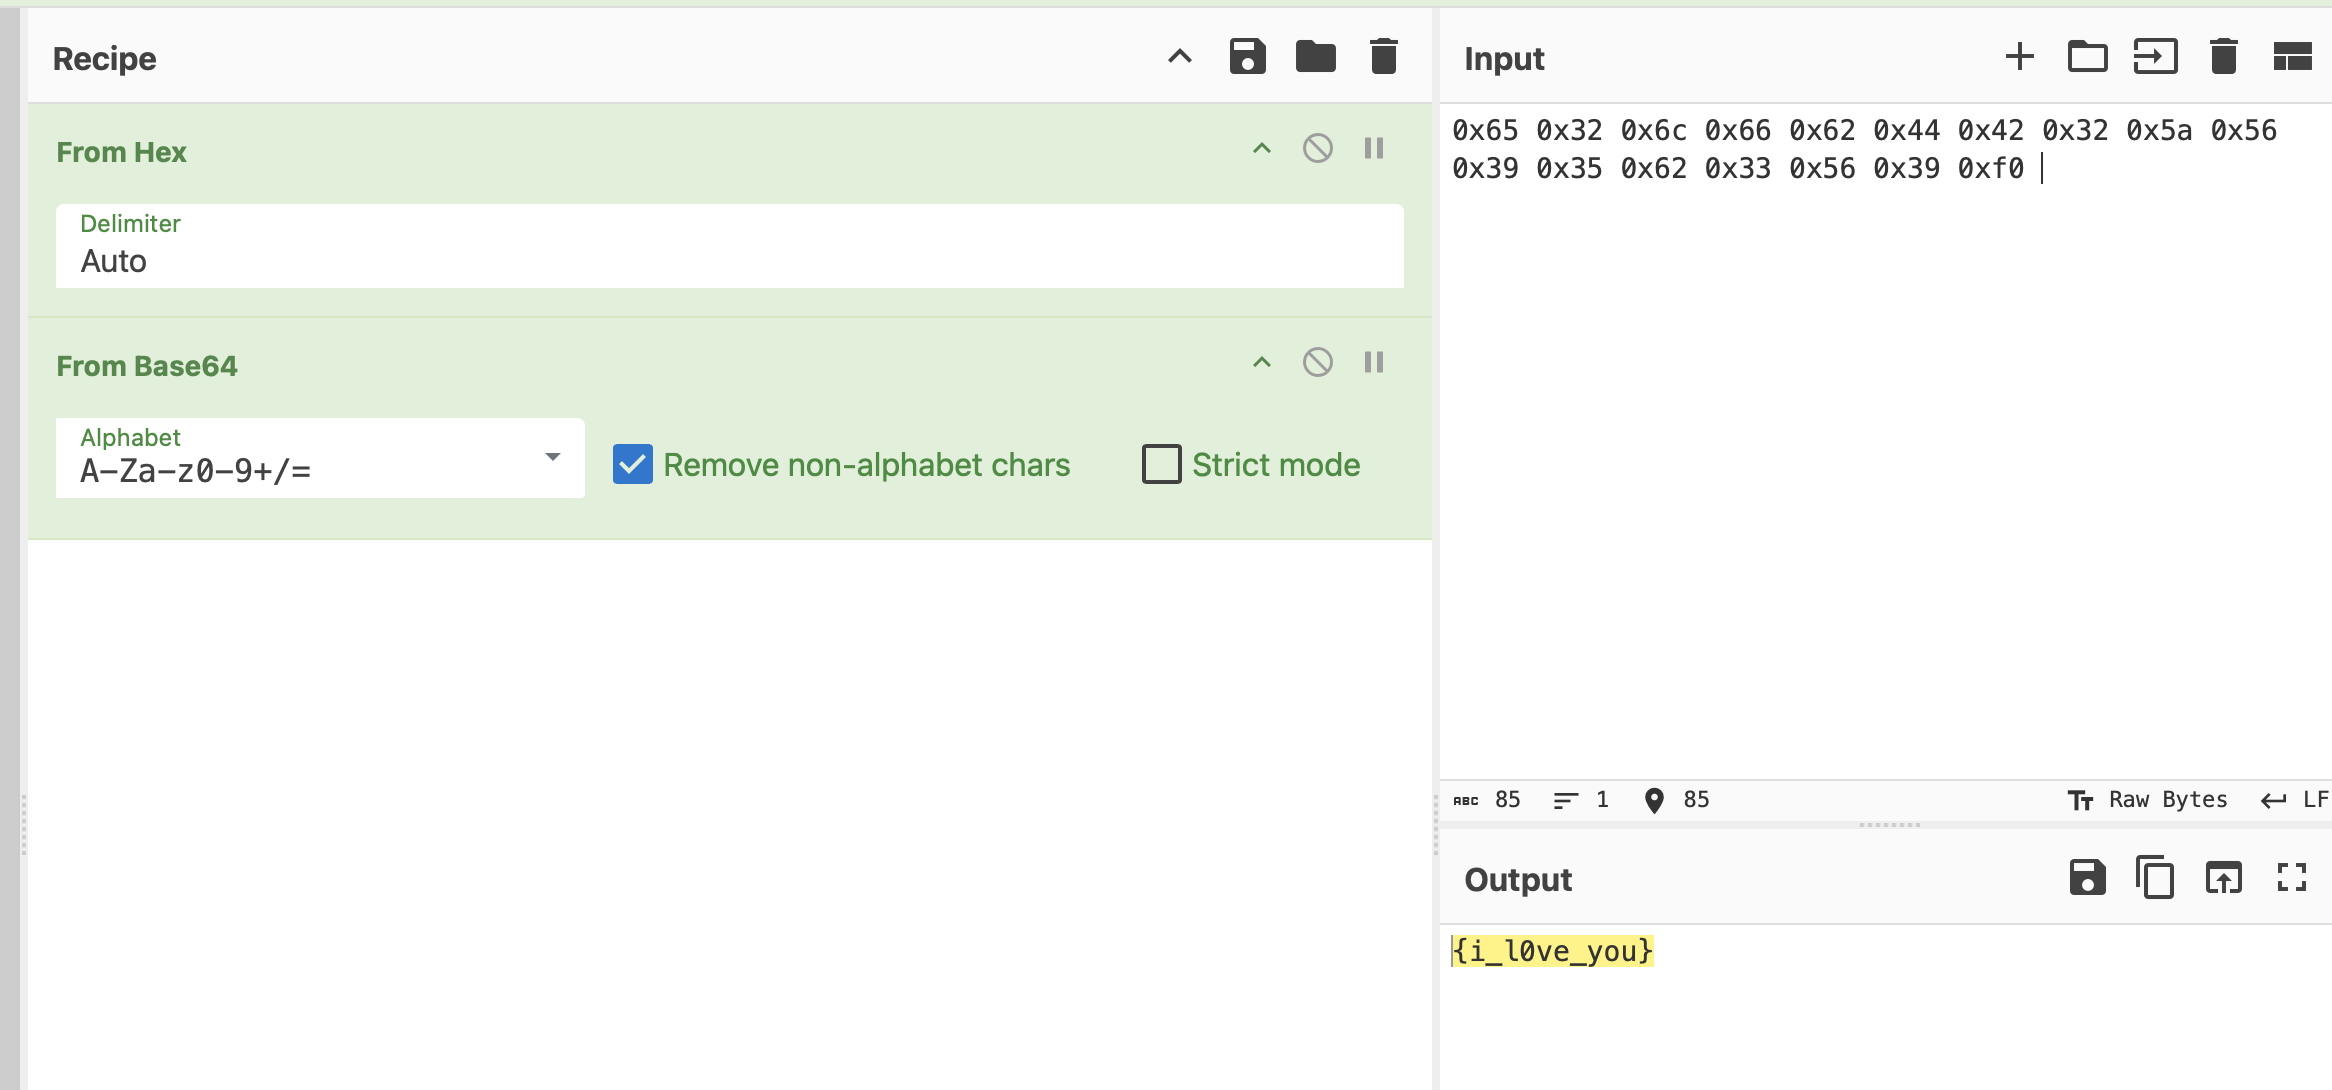 Recipe
From Hex
Delimiter
Auto
From Base64
Alphabet
A-Za-z0-9+/=
Remove non-alphabet chars
Strict mode
Input
0x65 0x32 0x6c 0x66 0x62 0x44 0x42 0x32 0x5a 0x56
0x39 0x35 0x62 0x33 0x56 0x39 0xf0
ABC 85 1 85 Tr Raw Bytes LF
Output
{i_l0ve_you}